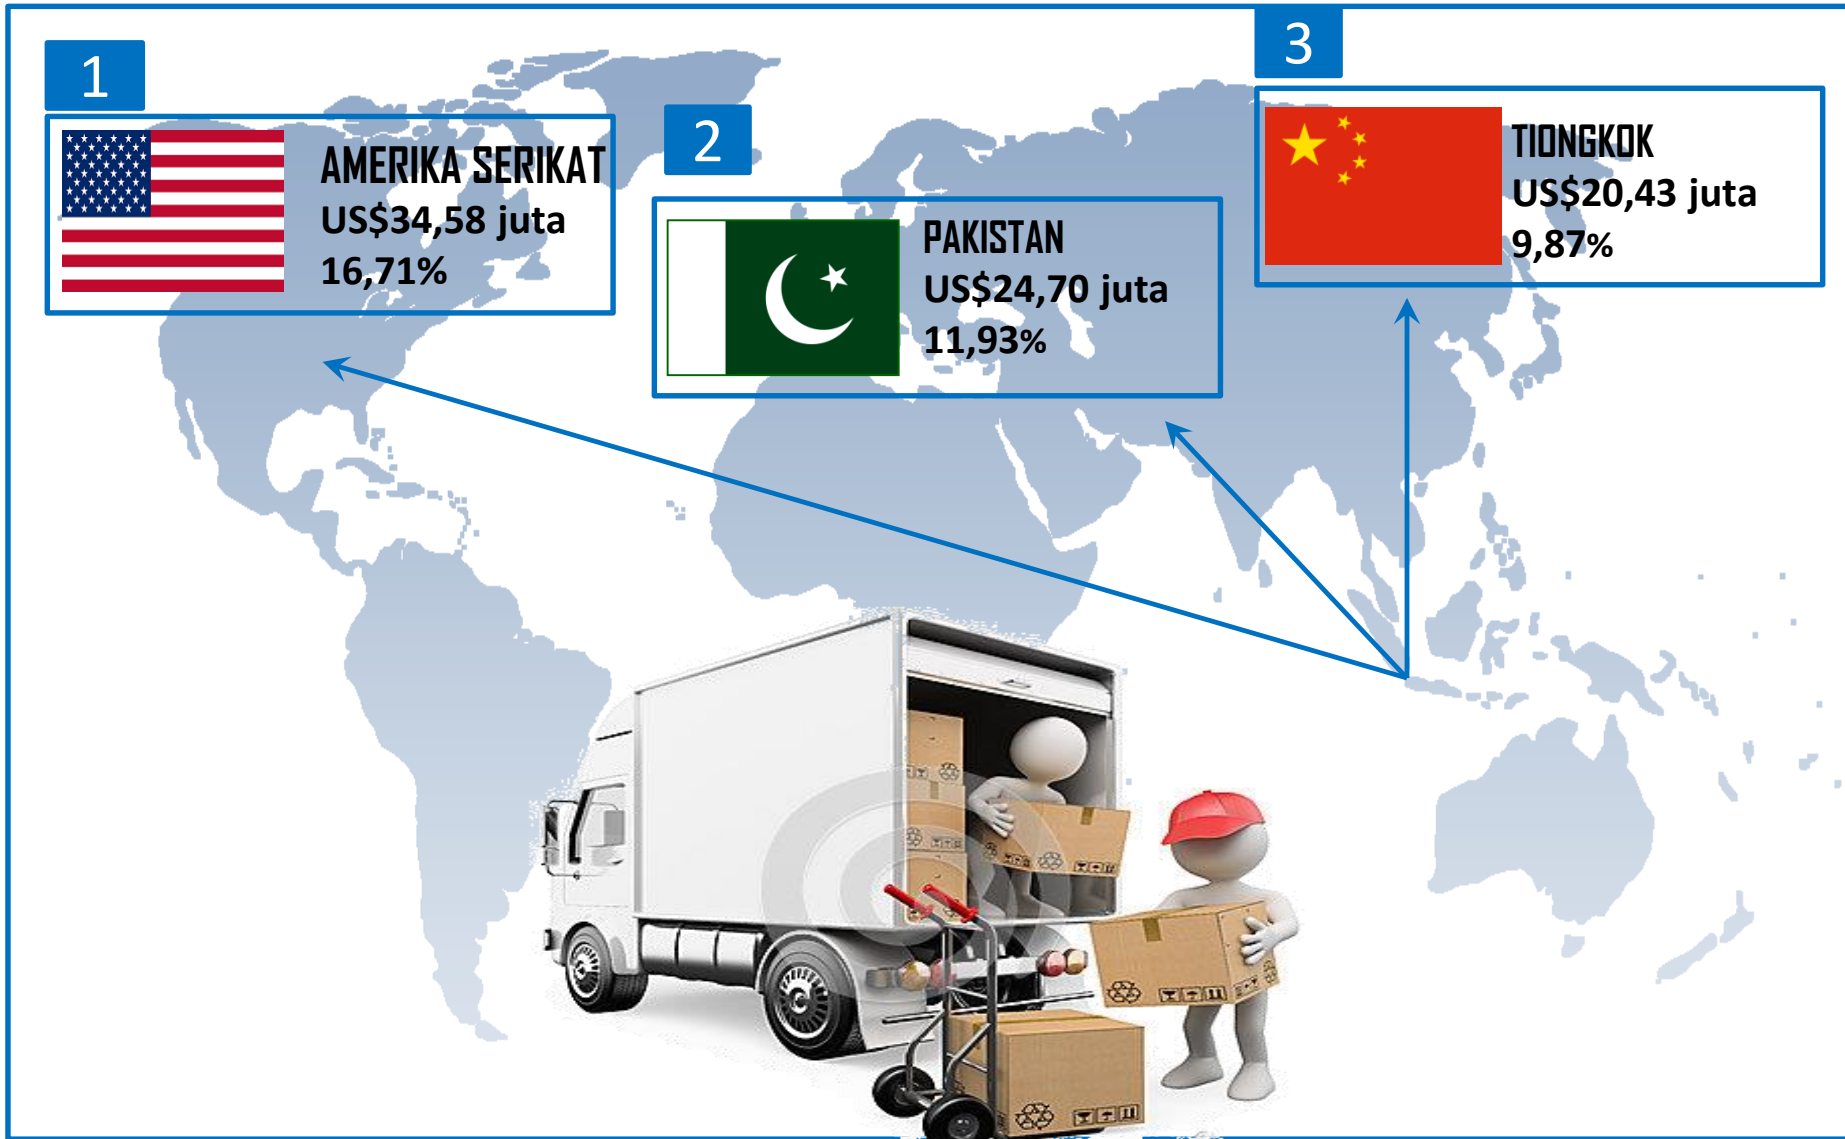 1
AMERIKA SERIKAT
US$34,58 juta
16,71%
2
PAKISTAN
US$24,70 juta
11,93%
3
TIONGKOK
US$20,43 juta
9,87%